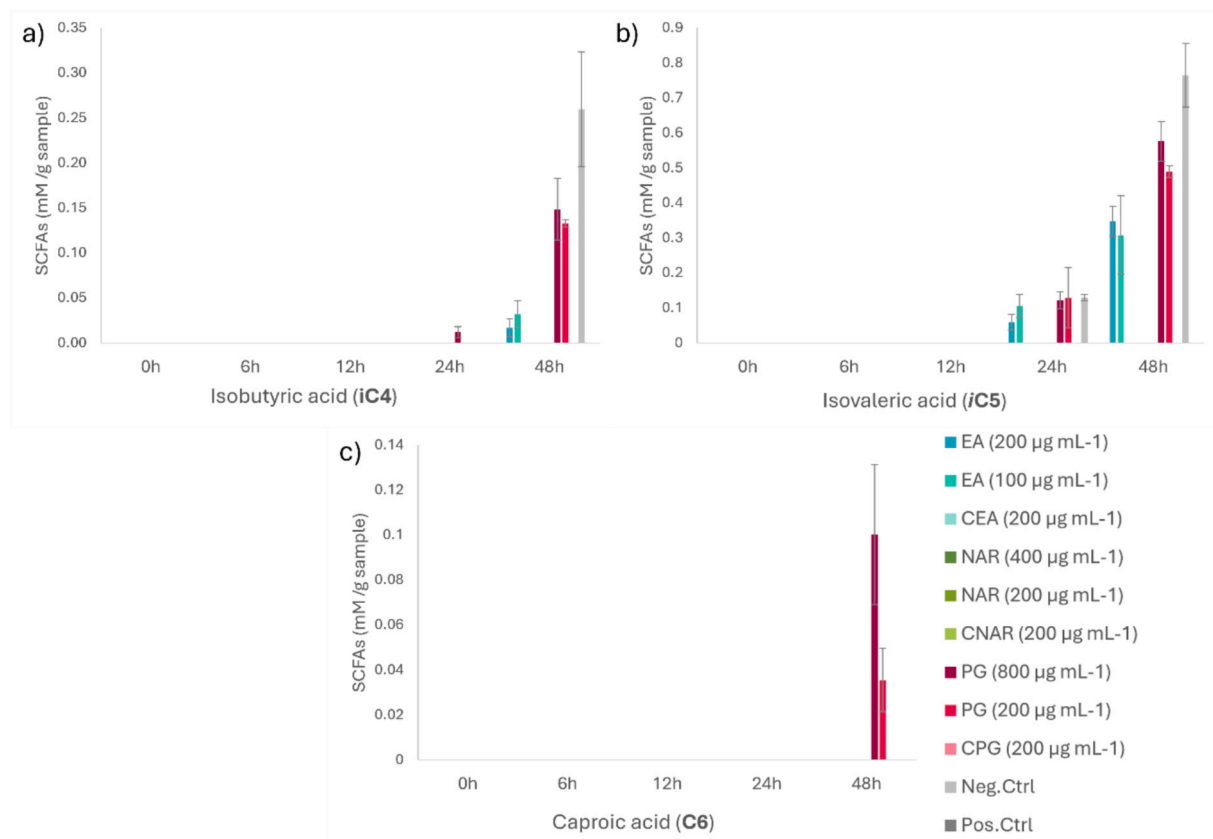 a)
SCFAs (mM /g sample)
0.35
0.30
0.25
0.20
0.15
0.10
0.05
0.00
0h 6h 12h 24h 48h
Isobutyric acid (iC4)
b)
SCFAs (mM /g sample)
0.9
0.8
0.7
0.6
0.5
0.4
0.3
0.2
0.1
0
0h 6h 12h 24h 48h
Isovaleric acid (iC5)
c)
SCFAs (mM /g sample)
0.14
0.12
0.1
0.08
0.06
0.04
0.02
0
0h 6h 12h 24h 48h
Caproic acid (C6)
EA (200 µg mL-1)
EA (100 µg mL-1)
CEA (200 µg mL-1)
NAR (400 µg mL-1)
NAR (200 µg mL-1)
CNAR (200 µg mL-1)
PG (800 µg mL-1)
PG (200 µg mL-1)
CPG (200 µg mL-1)
Neg.Ctrl
Pos.Ctrl